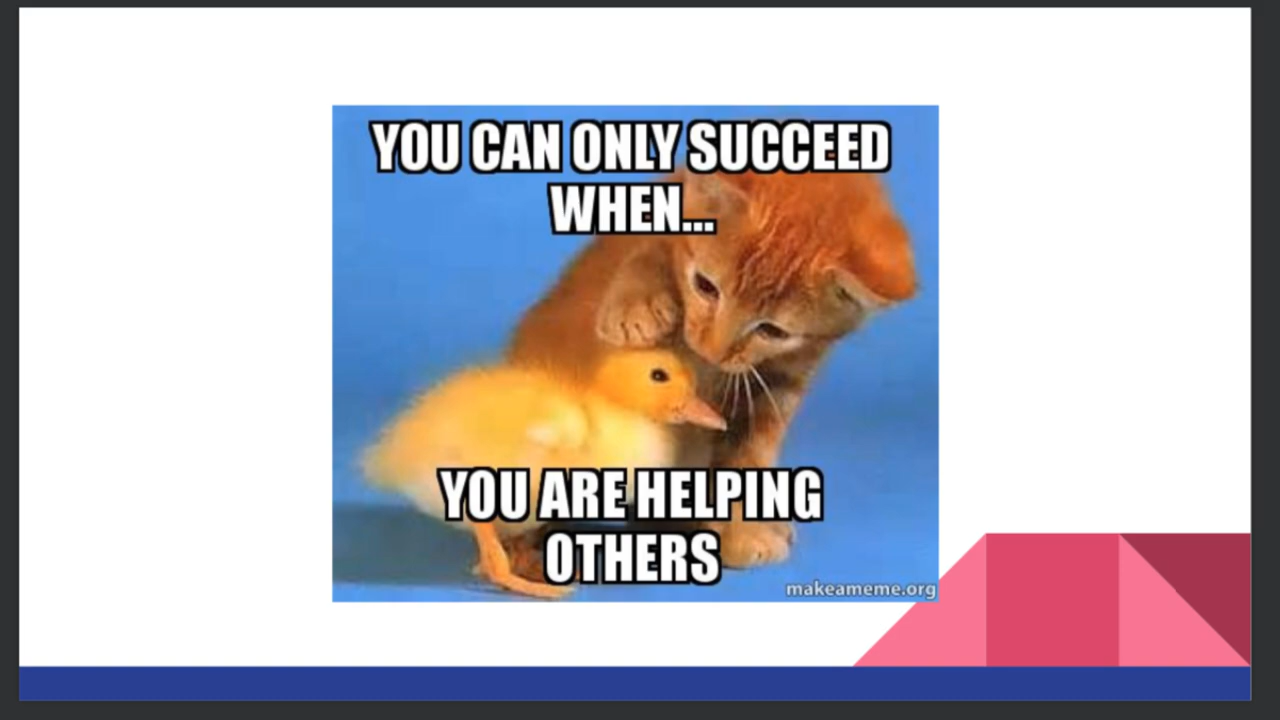 YOU CAN ONLY SUCCEED
WHEN...
YOU ARE HELPING
OTHERS
makeameme.org